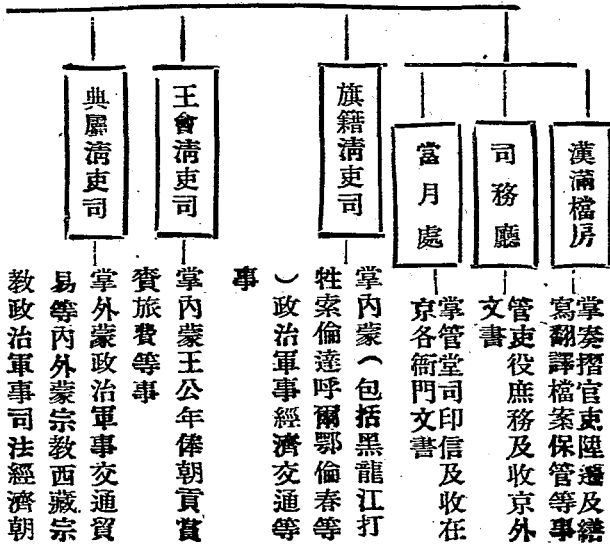 漢滿檔房
掌奏摺官吏陞遷及繕
寫翻譯檔案保管等事
司務廳
管吏役庶務及收京外
文書
當月處
掌管堂司印信及收在
京各衙門文書
旗籍清吏司
掌內蒙(包括黑龍江打
牲索倫達呼爾鄂倫春等
)政治軍事經濟交通等
事
王會清吏司
掌內蒙王公年俸朝貢賞
賚旅費等事
典屬清吏司
掌外蒙政治軍事交通貿
易等內外蒙宗教西藏宗
教政治軍事司法經濟朝